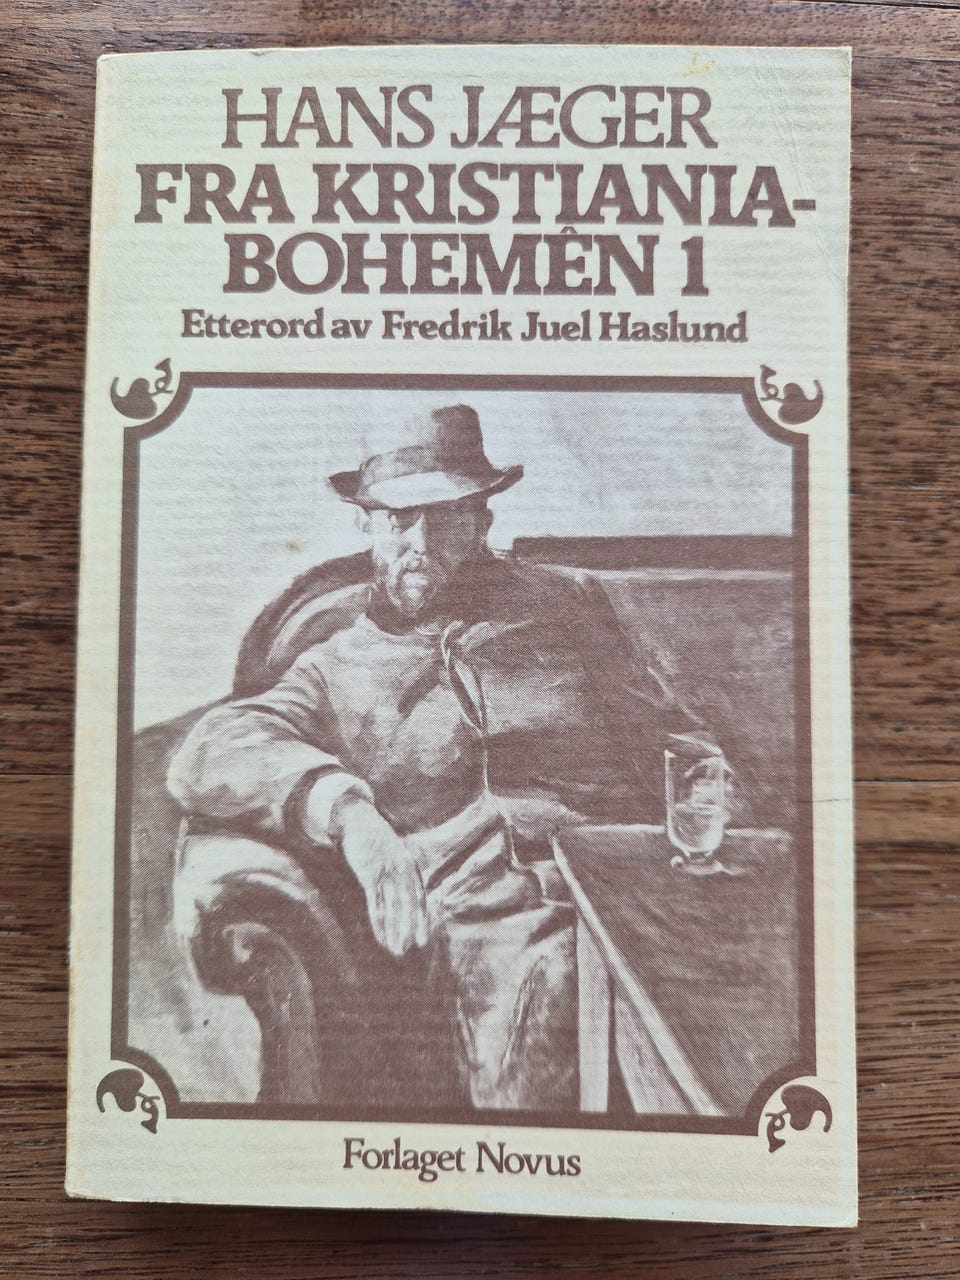 HANS JÆGER
FRA KRISTIANIA-
BOHEMÊN 1
Etterord av Fredrik Juel Haslund
Forlaget Novus